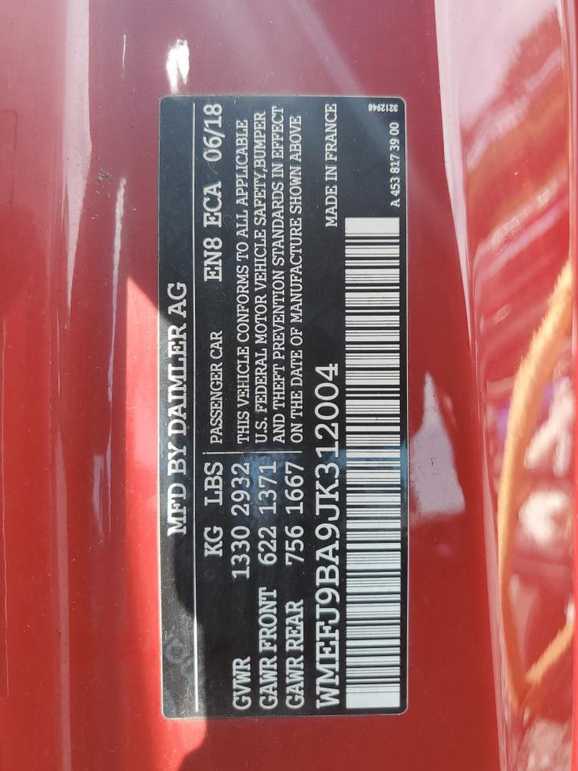 MFD BY DAIMLER AG
KG LBS PASSENGER CAR EN8 ECA 06/18
GVWR 1330 2932 THIS VEHICLE CONFORMS TO ALL APPLICABLE
GAWR FRONT 622 1371 U.S. FEDERAL MOTOR VEHICLE SAFETY,BUMPER
GAWR REAR 756 1667 AND THEFT PREVENTION STANDARDS IN EFFECT
ON THE DATE OF MANUFACTURE SHOWN ABOVE
WMEFJ9BA9JK312004 MADE IN FRANCE
A 453 817 39 00
3212948